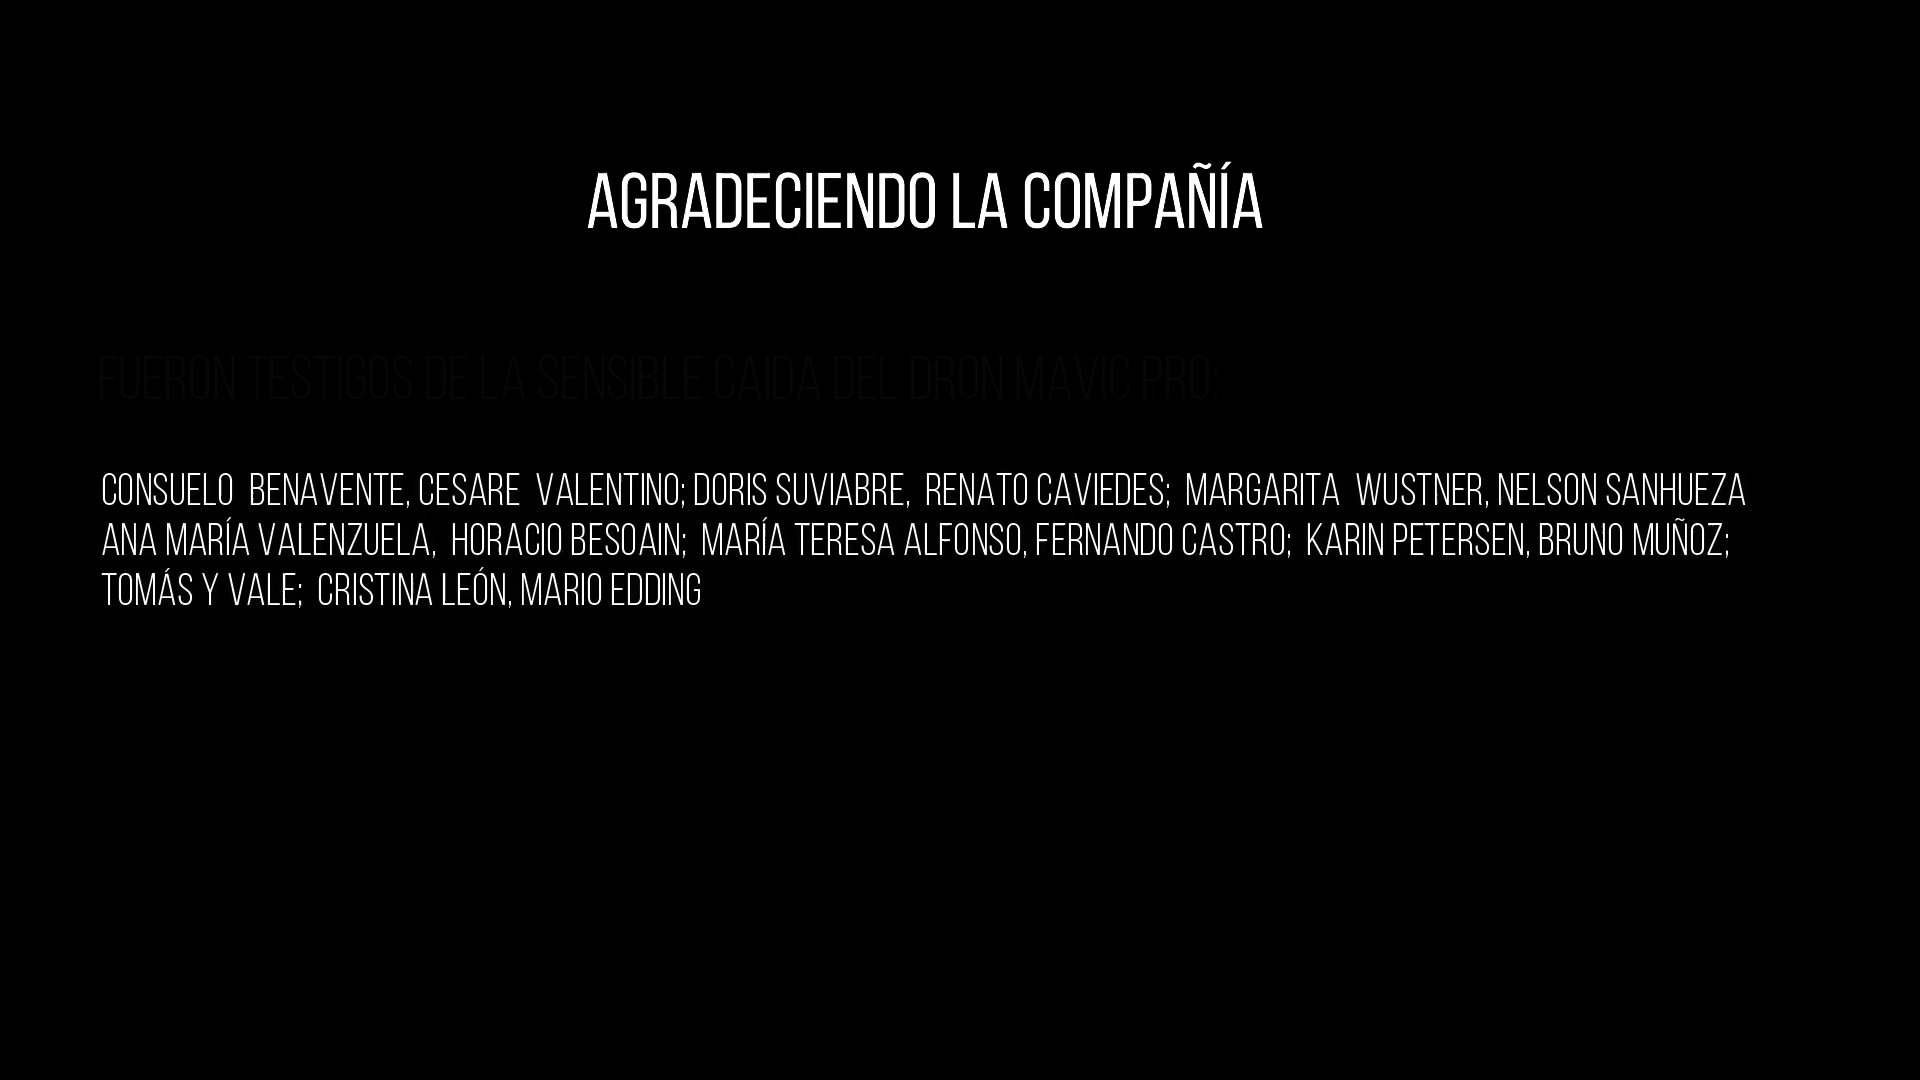 AGRADECIENDO LA COMPAÑÍA
FUERON TESTIGOS DE LA SENSIBLE CAIDA DEL DRON MAVIC PRO:
CONSUELO BENAVENTE, CESARE VALENTINO; DORIS SUVIABRE, RENATO CAVIEDES; MARGARITA WUSTNER, NELSON SANHUEZA
ANA MARÍA VALENZUELA, HORACIO BESOAIN; MARÍA TERESA ALFONSO, FERNANDO CASTRO; KARIN PETERSEN, BRUNO MUÑOZ;
TOMÁS Y VALE; CRISTINA LEÓN, MARIO EDDING